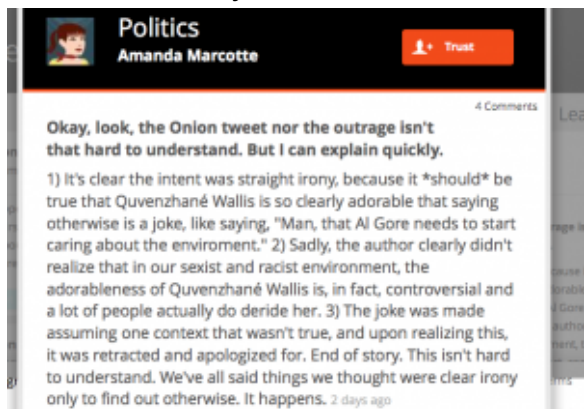 Politics
Amanda Marcotte
Trust
4 Comments
Lea
Okay, look, the Onion tweet nor the outrage isn't
that hard to understand. But I can explain quickly.
1) It's clear the intent was straight irony, because it *should* be
true that Quvenzhané Wallis is so clearly adorable that saying
otherwise is a joke, like saying, "Man, that Al Gore needs to start
caring about the enviroment." 2) Sadly, the author clearly didn't
realize that in our sexist and racist environment, the
adorableness of Quvenzhané Wallis is, in fact, controversial and
a lot of people actually do deride her. 3) The joke was made
assuming one context that wasn't true, and upon realizing this,
it was retracted and apologized for. End of story. This isn't hard
to understand. We've all said things we thought were clear irony
only to find out otherwise. It happens. 2 days ago